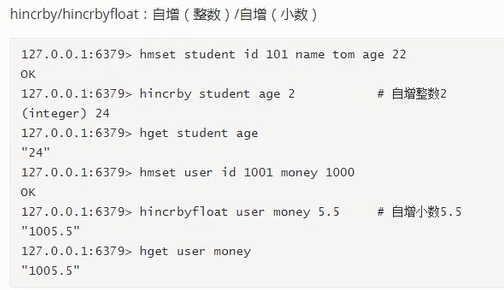 hincrby/hincrbyfloat：自增（整数）/自增（小数）
127.0.0.1:6379> hmset student id 101 name tom age 22
OK
127.0.0.1:6379> hincrby student age 2 # 自增整数2
(integer) 24
127.0.0.1:6379> hget student age
"24"
127.0.0.1:6379> hmset user id 1001 money 1000
OK
127.0.0.1:6379> hincrbyfloat user money 5.5 # 自增小数5.5
"1005.5"
127.0.0.1:6379> hget user money
"1005.5"